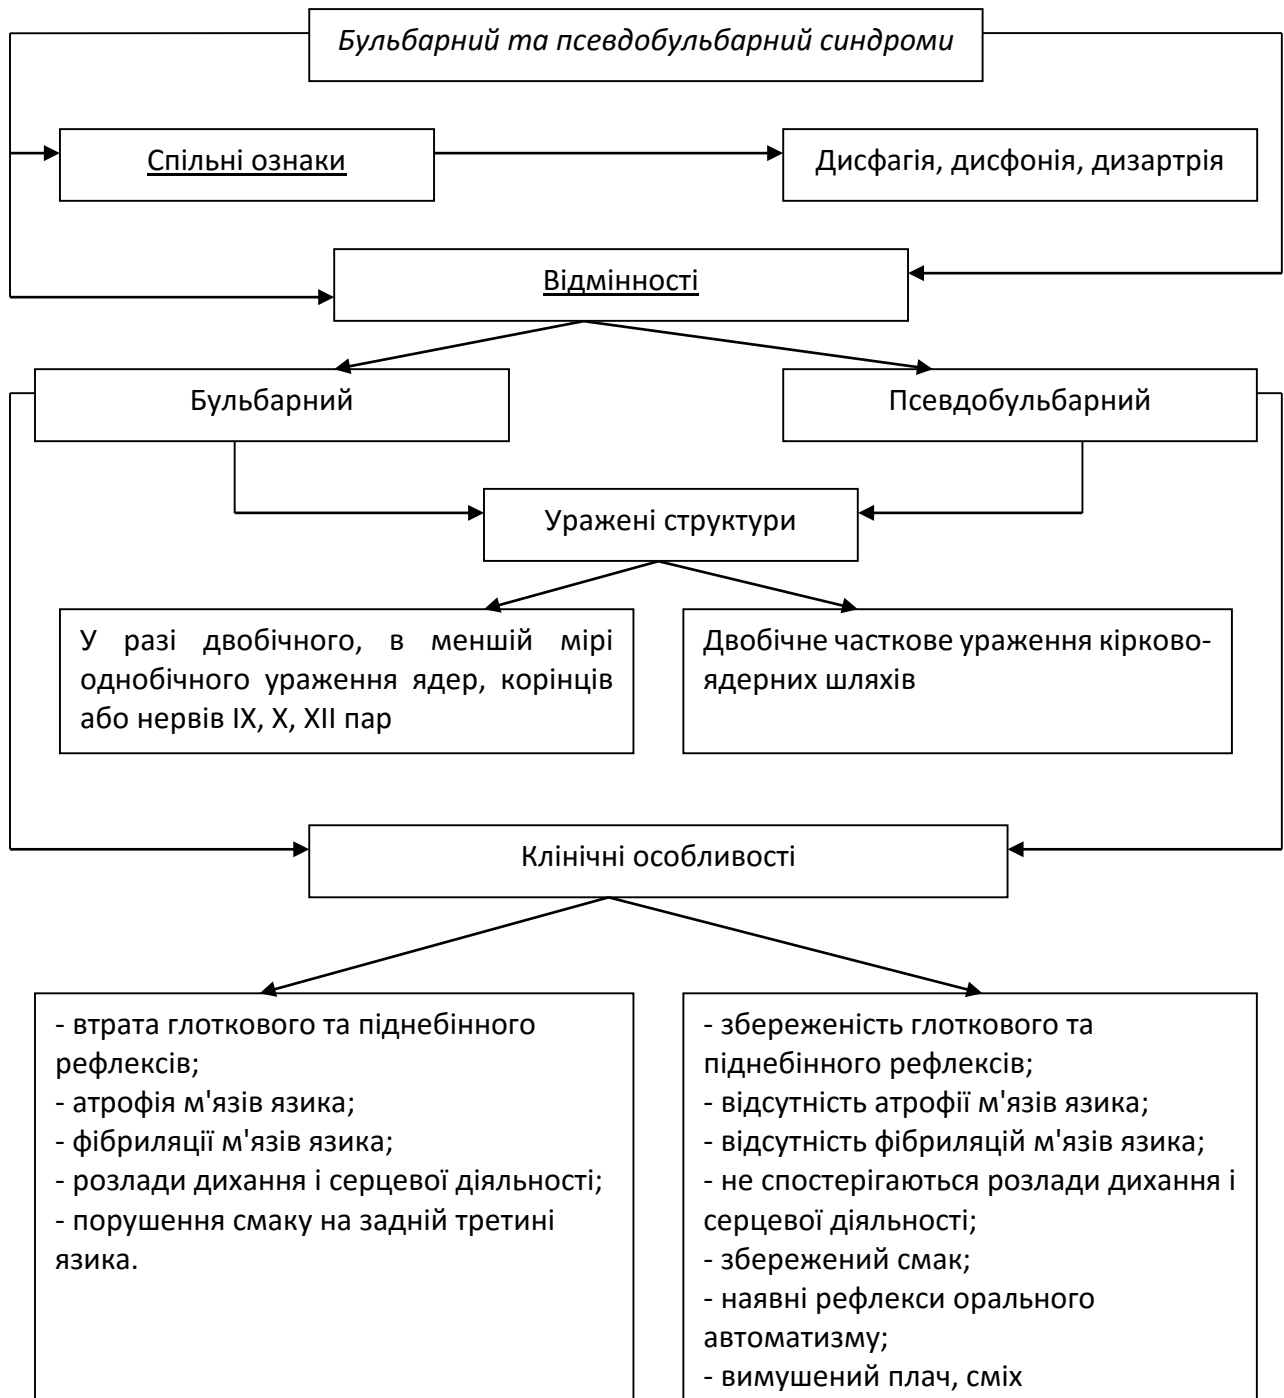 Бульбарний та псевдобульбарний синдроми
Спільні ознаки
Дисфагія, дисфонія, дизартрія
Відмінності
Бульбарний
Псевдобульбарний
Уражені структури
У разі двобічного, в меншій мірі
однобічного ураження ядер, корінців
або нервів IX, X, XII пар
Двобічне часткове ураження кірково-
ядерних шляхів
Клінічні особливості
- втрата глоткового та піднебінного
рефлексів;
- атрофія м'язів язика;
- фібриляції м'язів язика;
- розлади дихання і серцевої діяльності;
- порушення смаку на задній третині
язика.
- збереженість глоткового та
піднебінного рефлексів;
- відсутність атрофії м'язів язика;
- відсутність фібриляцій м'язів язика;
- не спостерігаються розлади дихання і
серцевої діяльності;
- збережений смак;
- наявні рефлекси орального
автоматизму;
- вимушений плач, сміх